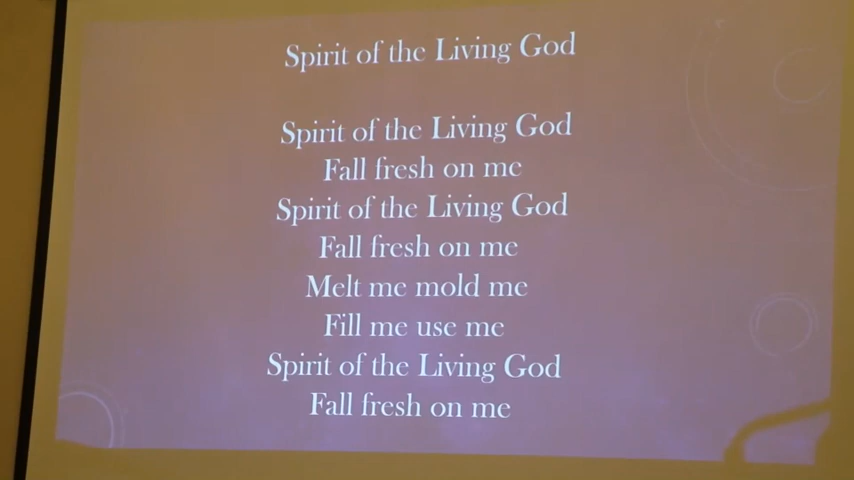 Spirit of the Living God
Spirit of the Living God
Fall fresh on me
Spirit of the Living God
Fall fresh on me
Melt me mold me
Fill me use me
Spirit of the Living God
Fall fresh on me